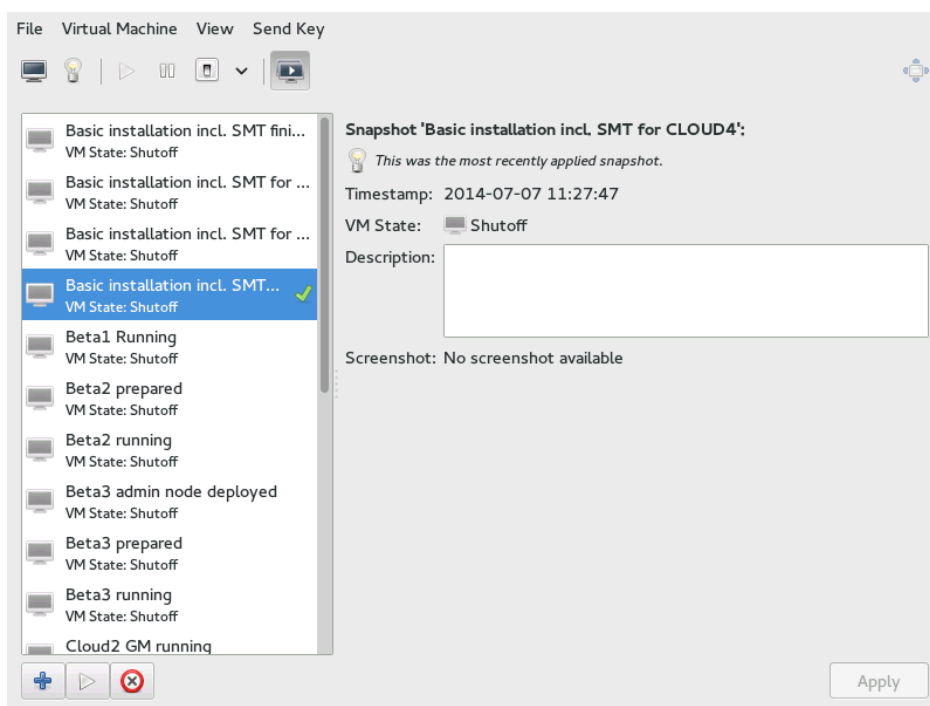 File Virtual Machine View Send Key
Basic installation incl. SMT fini...
VM State: Shutoff
Basic installation incl. SMT for ...
VM State: Shutoff
Basic installation incl. SMT for ...
VM State: Shutoff
Basic installation incl. SMT...
VM State: Shutoff
Beta1 Running
VM State: Shutoff
Beta2 prepared
VM State: Shutoff
Beta2 running
VM State: Shutoff
Beta3 admin node deployed
VM State: Shutoff
Beta3 prepared
VM State: Shutoff
Beta3 running
VM State: Shutoff
Cloud2 GM running
Snapshot 'Basic installation incl. SMT for CLOUD4':
This was the most recently applied snapshot.
Timestamp: 2014-07-07 11:27:47
VM State: Shutoff
Description:
Screenshot: No screenshot available
Apply